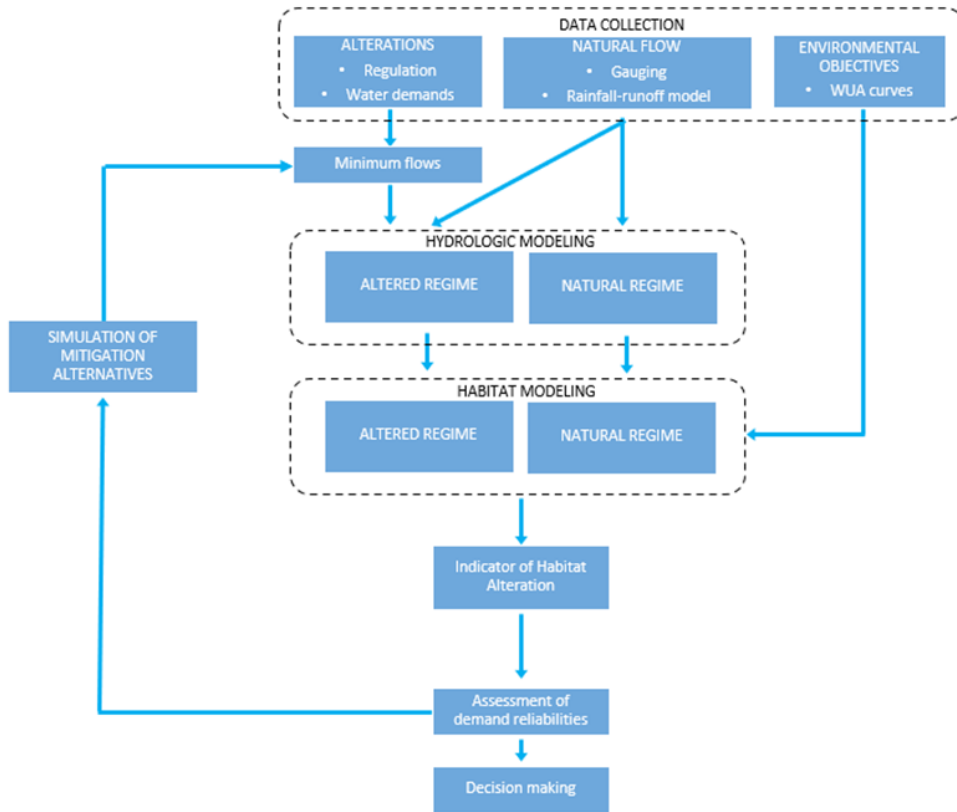 DATA COLLECTION
ALTERATIONS
• Regulation
• Water demands
NATURAL FLOW
• Gauging
• Rainfall-runoff model
ENVIRONMENTAL
OBJECTIVES
• WUA curves
Minimum flows
HYDROLOGIC MODELING
ALTERED REGIME
NATURAL REGIME
SIMULATION OF
MITIGATION
ALTERNATIVES
HABITAT MODELING
ALTERED REGIME
NATURAL REGIME
Indicator of Habitat
Alteration
Assessment of
demand reliabilities
Decision making